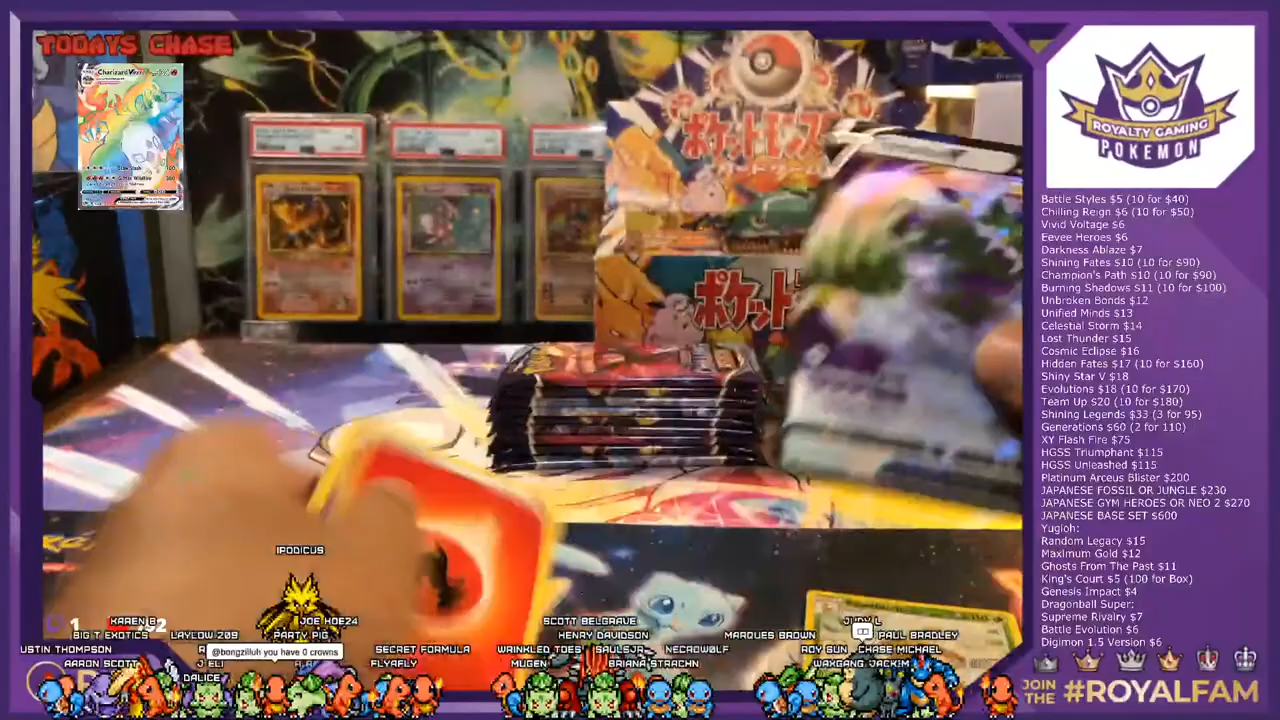 TODAYS CHASE
Charizard
ポケットモンス
ポケット
ROYALTY GAMING
POKEMON
Battle Styles $5 (10 for $40)
Chilling Reign $6 (10 for $50)
Vivid Voltage $6
Eevee Heroes $6
Darkness Ablaze $7
Shining Fates $10 (10 for $90)
Champion's Path $10 (10 for $90)
Burning Shadows $11 (10 for $100)
Unbroken Bonds $12
Unified Minds $13
Celestial Storm $14
Lost Thunder $15
Cosmic Eclipse $16
Hidden Fates $17 (10 for $160)
Shiny Star V $18
Evolutions $18 (10 for $170)
Team Up $20 (10 for $180)
Shining Legends $33 (3 for 95)
Generations $60 (2 for 110)
XY Flash Fire $75
HGSS Triumphant $115
HGSS Unleashed $115
Platinum Arceus Blister $200
JAPANESE FOSSIL OR JUNGLE $230
JAPANESE GYM HEROES OR NEO 2 $270
JAPANESE BASE SET $600
Yugioh:
Random Legacy $15
Maximum Gold $12
Ghosts From The Past $11
King's Court $5 (100 for Box)
Genesis Impact $4
Dragonball Super:
Supreme Rivalry $7
Battle Evolution $6
Digimon 1.5 Version $6
IPODICUS
KAREN B
JOE HOE24
SCOTT BELGRAVE
JUDY L
BIG T EXOTICS
LAYLOW 209
PARTY PIG
HENRY DAVIDSON
MARQUES BROWN
PAUL BRADLEY
USTIN THOMPSON
@bongzilluh you have 0 crowns
SECRET FORMULA
WRINKLED TOES
SAULSJR
NECROWOLF
ROY SUN
CHASE MICHAEL
AARON SCOTT
FLYAFLY
MUGEN
BRIANA STRACHN
WAXGANG JACKIM
DALICE
JOIN THE #ROYALFAM